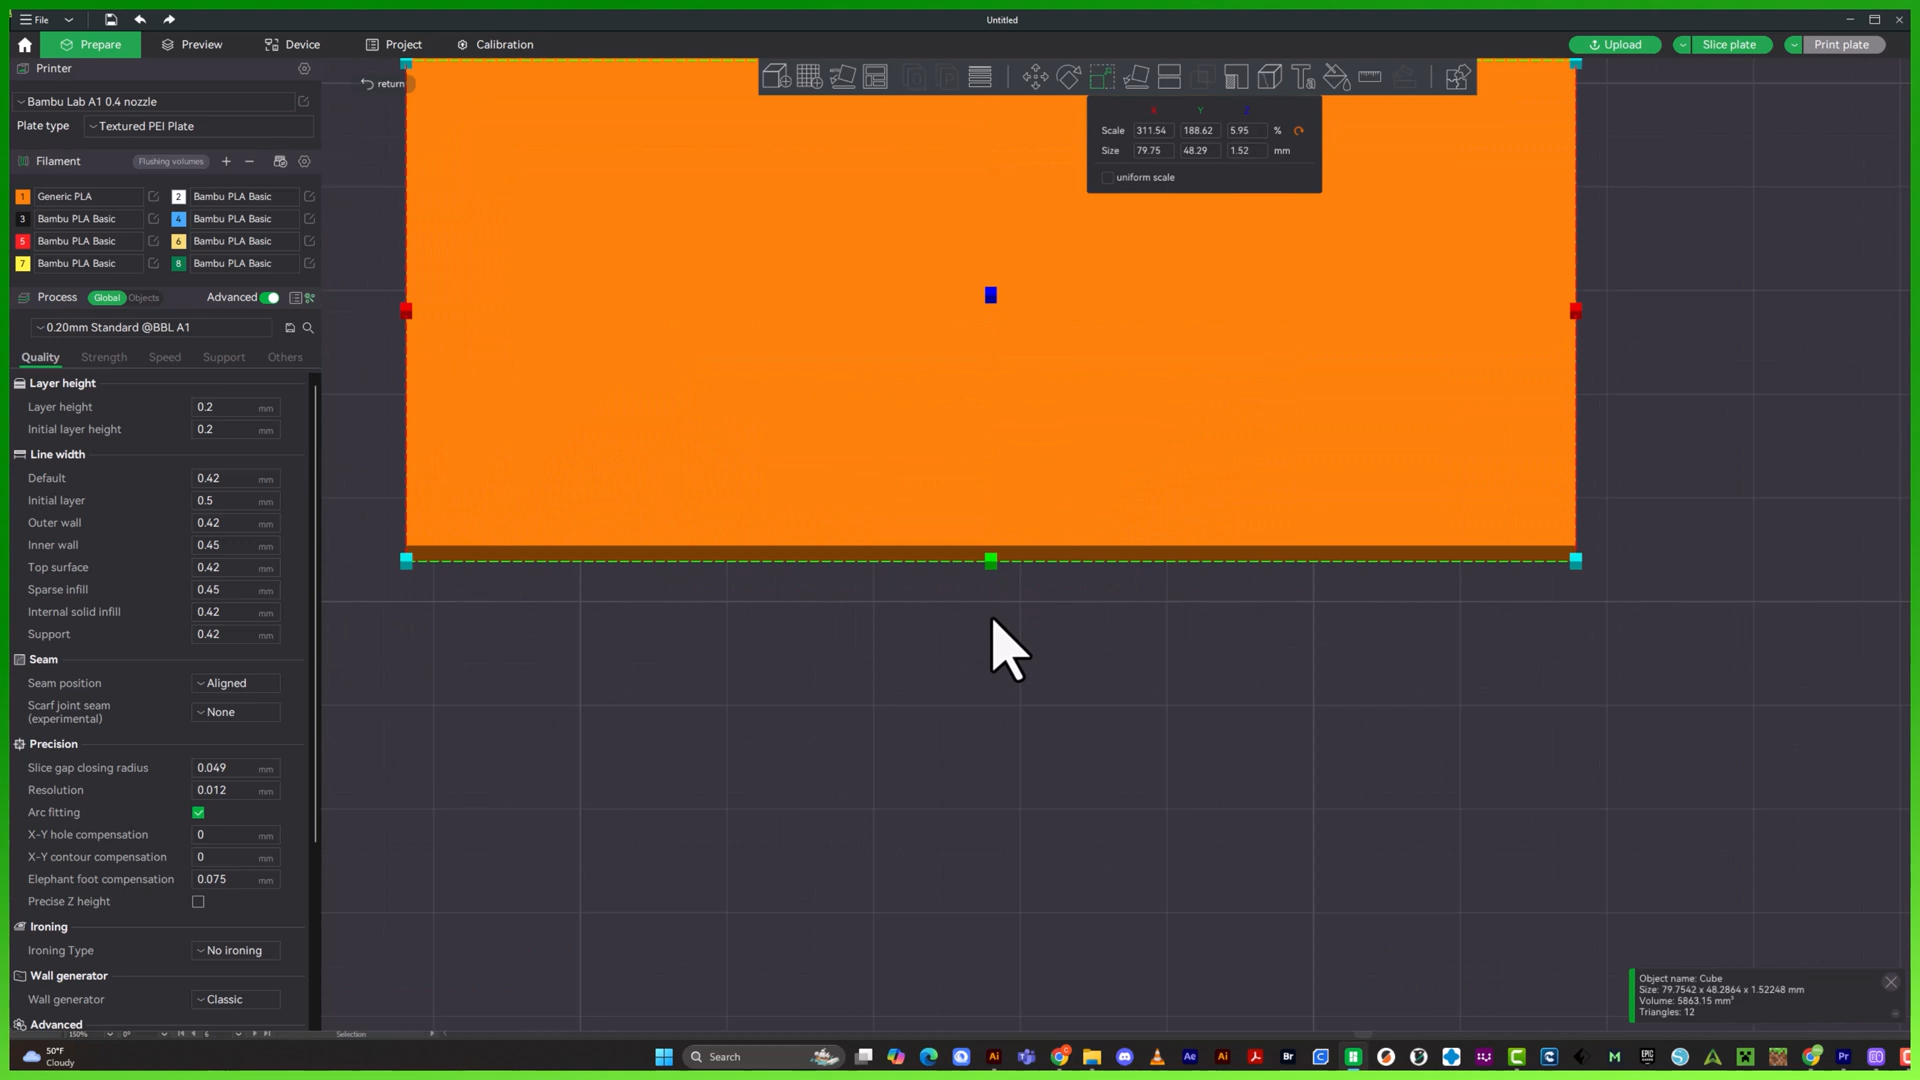 File
Untitled
Prepare
Preview
Device
Project
Calibration
Upload
Slice plate
Print plate
Printer
return
Bambu Lab A1 0.4 nozzle
Plate type
Textured PEI Plate
X Y Z
Scale 311.54 188.62 5.95 %
Size 79.75 48.29 1.52 mm
uniform scale
Filament
Flushing volumes
1 Generic PLA
2 Bambu PLA Basic
3 Bambu PLA Basic
4 Bambu PLA Basic
5 Bambu PLA Basic
6 Bambu PLA Basic
7 Bambu PLA Basic
8 Bambu PLA Basic
Process Global Objects Advanced
0.20mm Standard @BBL A1
Quality Strength Speed Support Others
Layer height
Layer height 0.2 mm
Initial layer height 0.2 mm
Line width
Default 0.42 mm
Initial layer 0.5 mm
Outer wall 0.42 mm
Inner wall 0.45 mm
Top surface 0.42 mm
Sparse infill 0.45 mm
Internal solid infill 0.42 mm
Support 0.42 mm
Seam
Seam position Aligned
Scarf joint seam
(experimental) None
Precision
Slice gap closing radius 0.049 mm
Resolution 0.012 mm
Arc fitting
X-Y hole compensation 0 mm
X-Y contour compensation 0 mm
Elephant foot compensation 0.075 mm
Precise Z height
Ironing
Ironing Type No ironing
Wall generator
Wall generator Classic
Advanced
Object name: Cube
Size: 79.7542 x 48.2864 x 1.52248 mm
Volume: 5863.15 mm³
Triangles: 12
150% 0° 6 Selection
50°F
Cloudy
Search
Ai
Ae
Ai
Br
M
EPIC
Pr